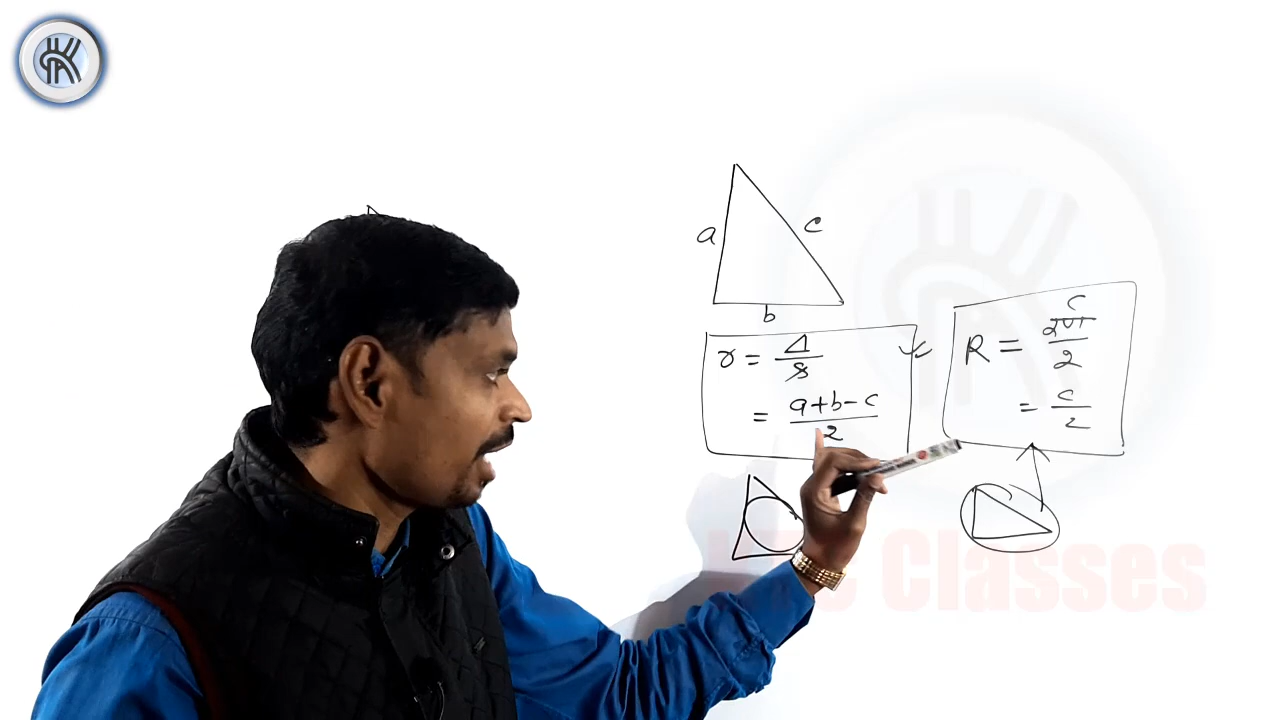 a
c
b
r = Δ/s
= a+b-c/2
R = c/2
= c/2
Classes